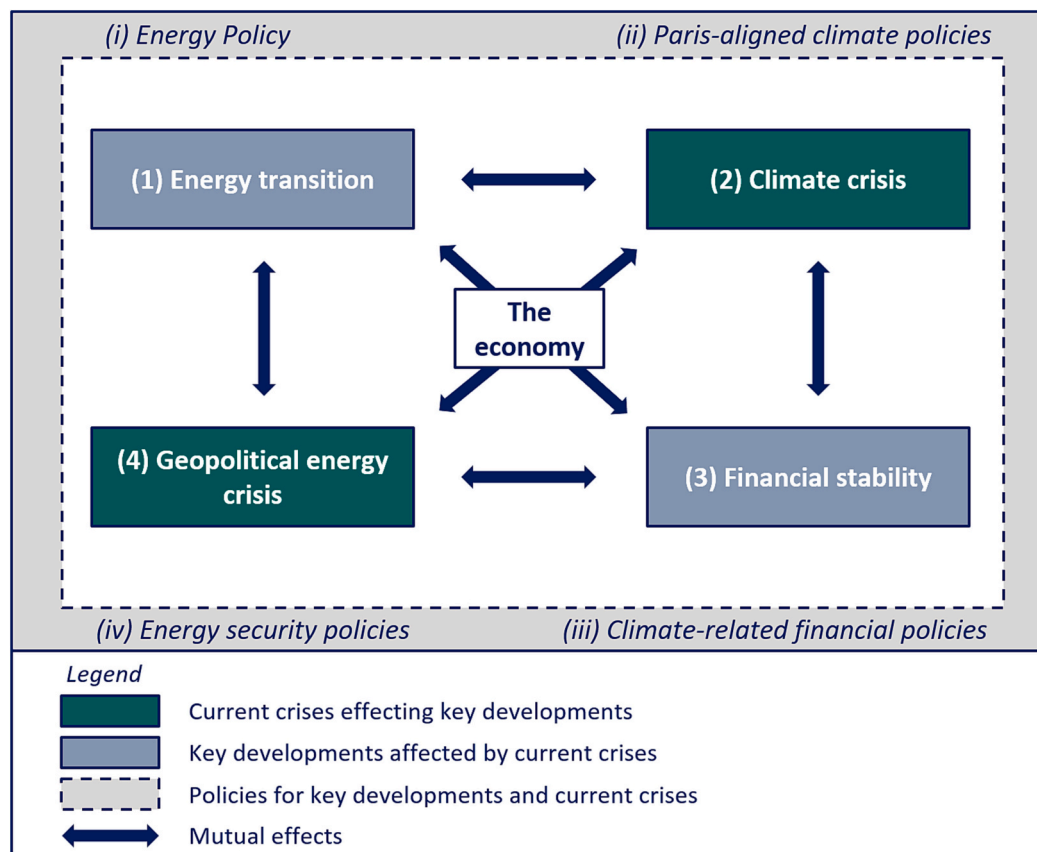 (i) Energy Policy
(ii) Paris-aligned climate policies
(1) Energy transition
(2) Climate crisis
The
economy
(4) Geopolitical energy
crisis
(3) Financial stability
(iv) Energy security policies
(iii) Climate-related financial policies
Legend
Current crises effecting key developments
Key developments affected by current crises
Policies for key developments and current crises
Mutual effects